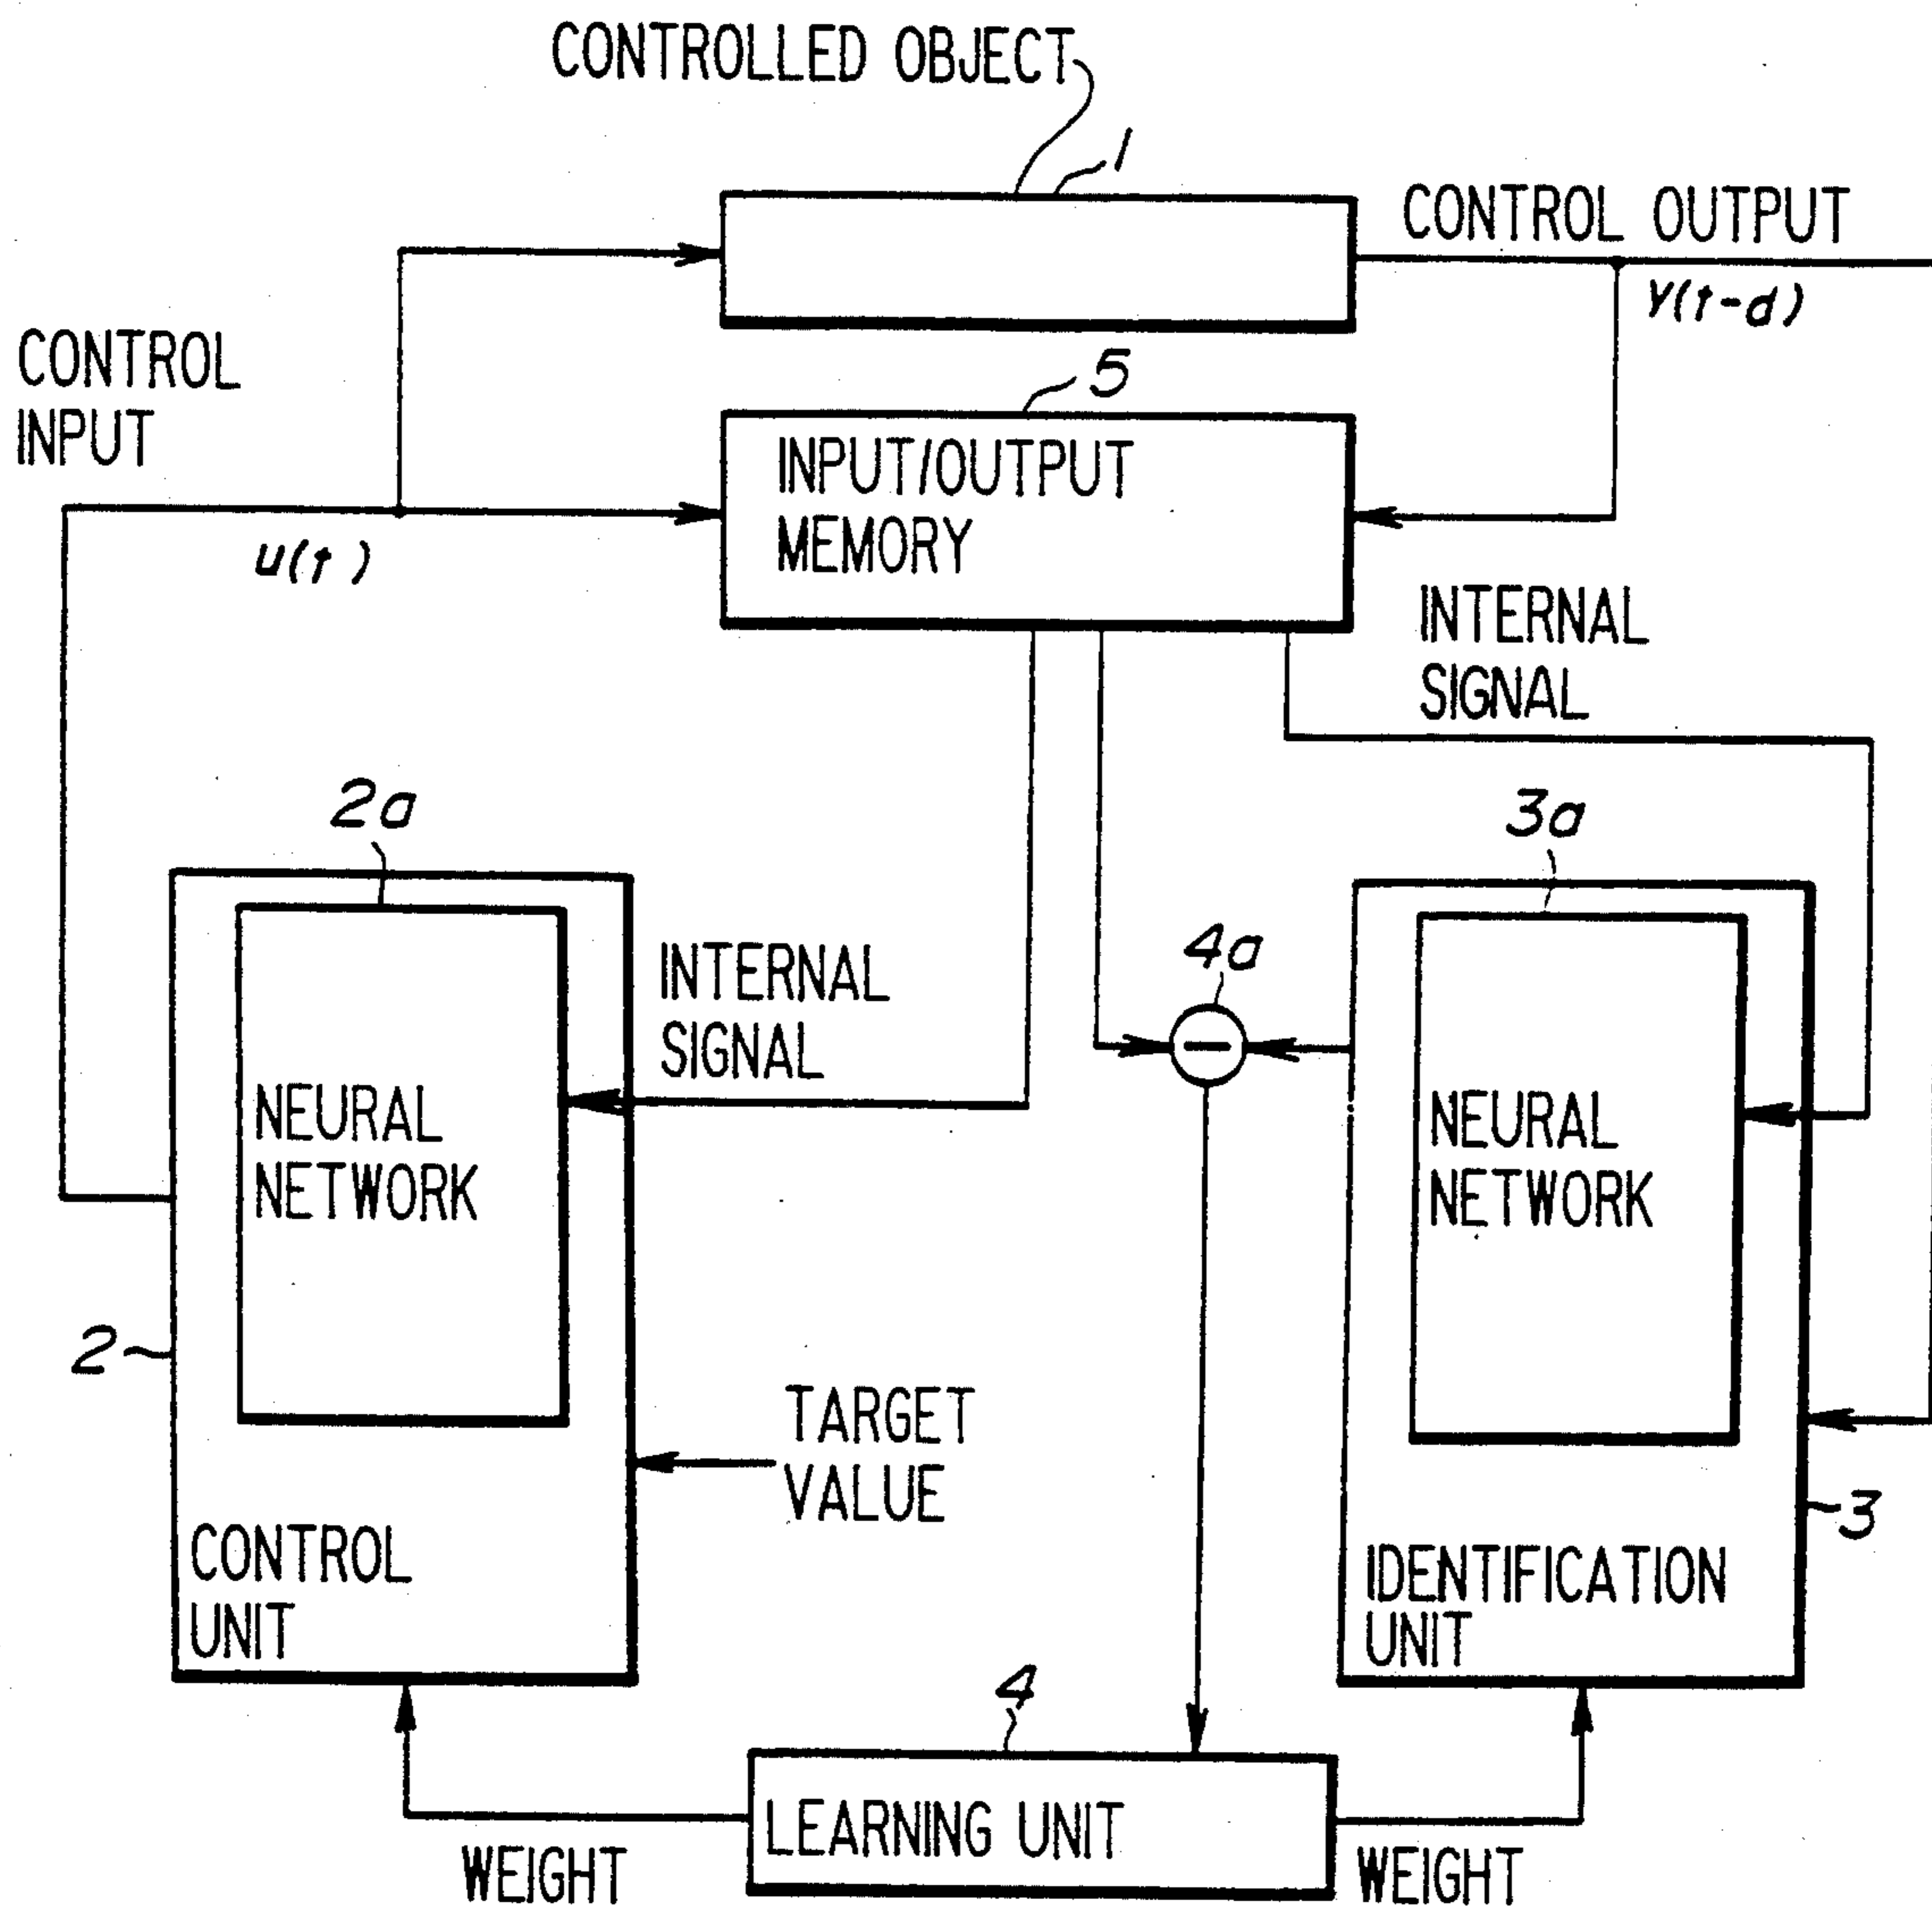 CONTROLLED OBJECT
1
CONTROL OUTPUT
y(t-d)
CONTROL
INPUT
5
INPUT/OUTPUT
MEMORY
u(t)
INTERNAL
SIGNAL
2a
3a
4a
INTERNAL
SIGNAL
NEURAL
NETWORK
NEURAL
NETWORK
2
TARGET
VALUE
3
CONTROL
UNIT
IDENTIFICATION
UNIT
4
LEARNING UNIT
WEIGHT
WEIGHT